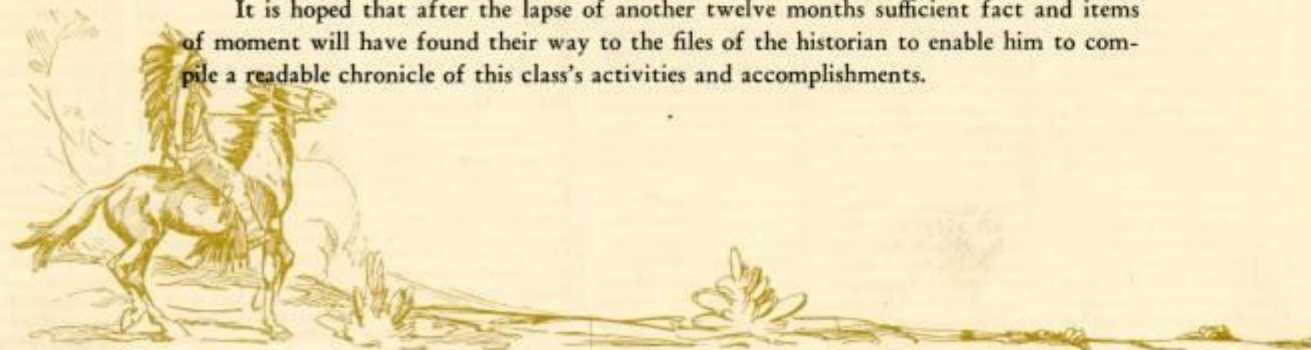 It is hoped that after the lapse of another twelve months sufficient fact and items
of moment will have found their way to the files of the historian to enable him to com-
pile a readable chronicle of this class's activities and accomplishments.